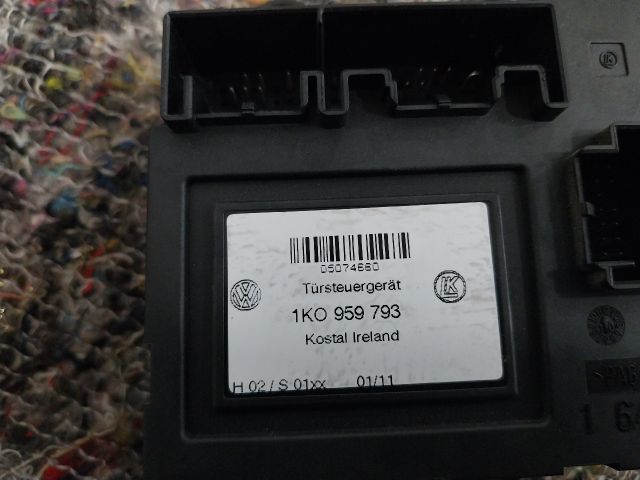 05074660
Türsteuergerät
1K0 959 793
Kostal Ireland
H 02 / S 01xx 01/11